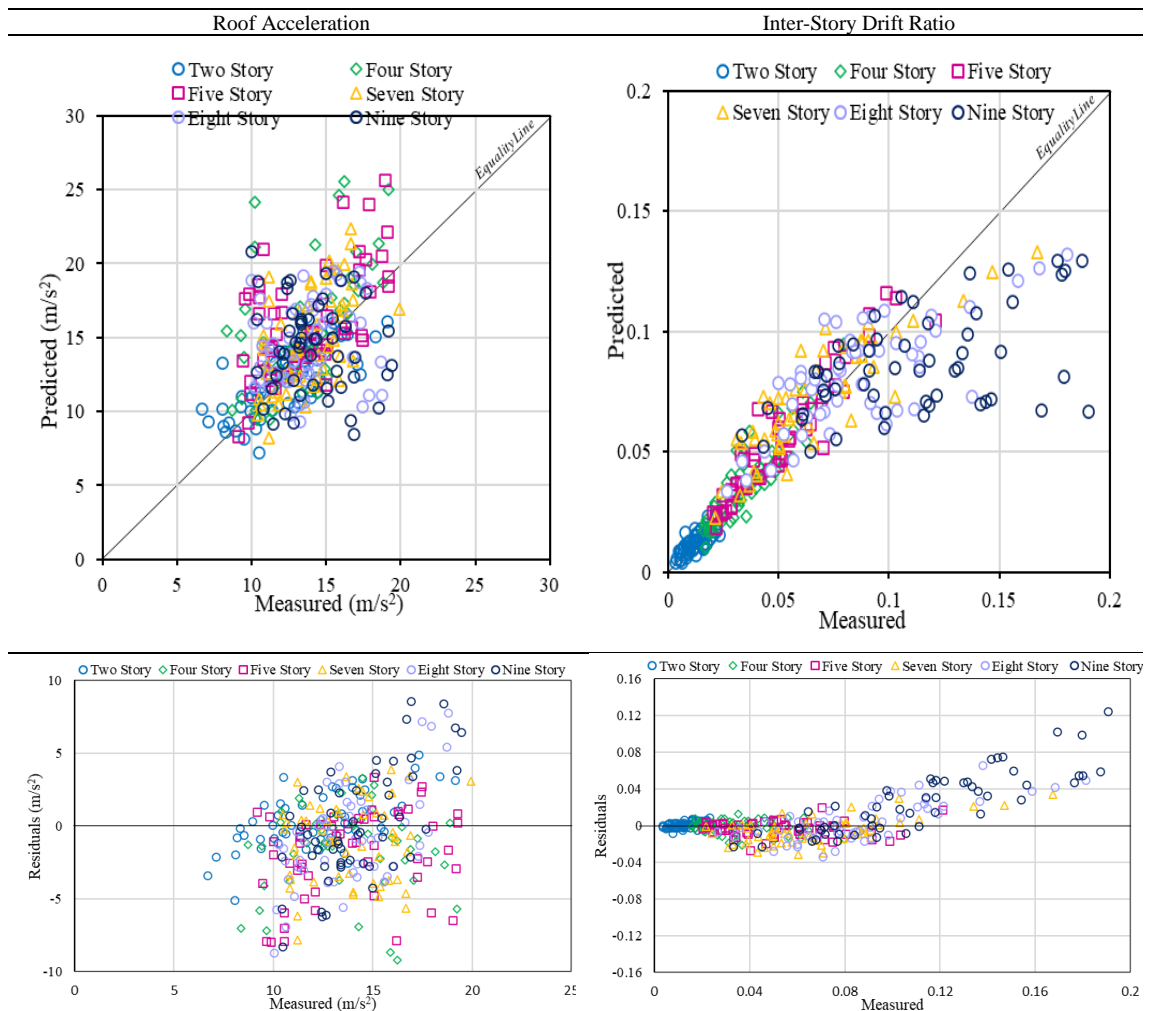 Roof Acceleration
Inter-Story Drift Ratio
Two Story
Four Story
Five Story
Seven Story
Eight Story
Nine Story
30
25
20
15
10
5
0
Predicted (m/s²)
EqualityLine
0 5 10 15 20 25 30
Measured (m/s²)
Two Story Four Story Five Story
Seven Story Eight Story Nine Story
0.2
0.15
0.1
0.05
0
Predicted
EqualityLine
0 0.05 0.1 0.15 0.2
Measured
Two Story Four Story Five Story Seven Story Eight Story Nine Story
10
5
0
-5
-10
Residuals (m/s²)
0 5 10 15 20 25
Measured (m/s²)
Two Story Four Story Five Story Seven Story Eight Story Nine Story
0.16
0.12
0.08
0.04
0
-0.04
-0.08
-0.12
-0.16
Residuals
0 0.04 0.08 0.12 0.16 0.2
Measured